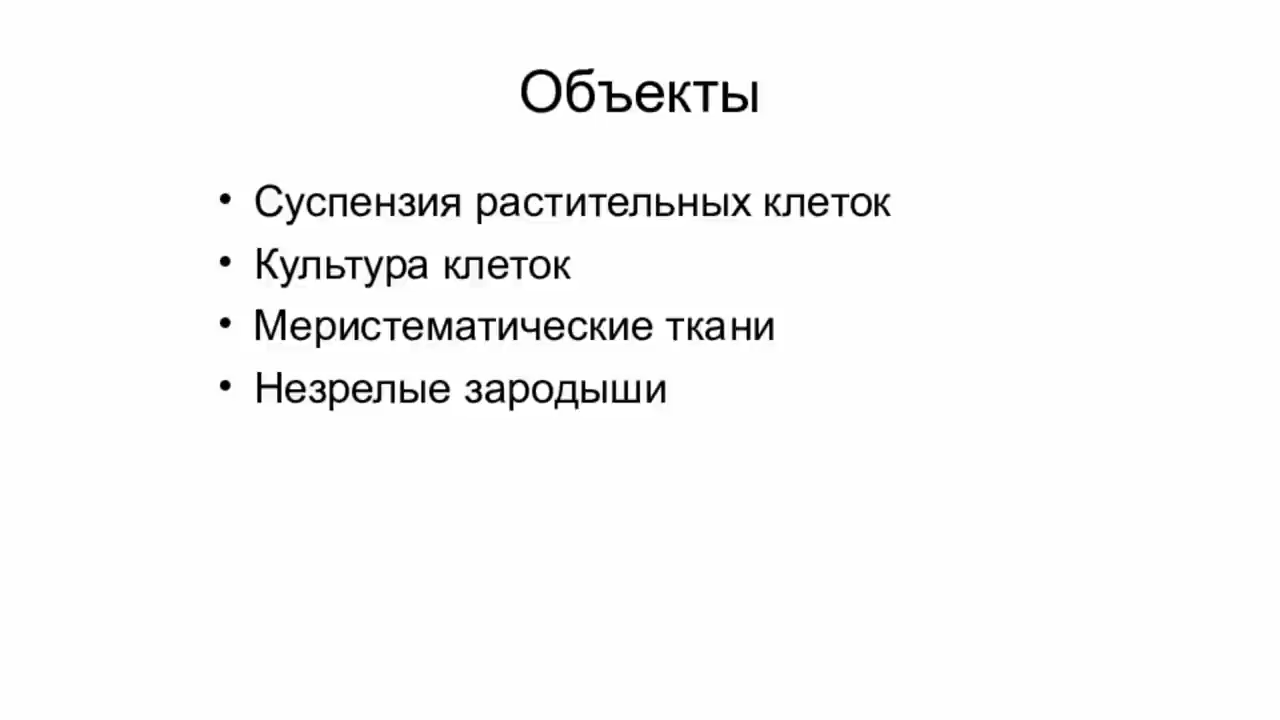 Объекты
• Суспензия растительных клеток
• Культура клеток
• Меристематические ткани
• Незрелые зародыши